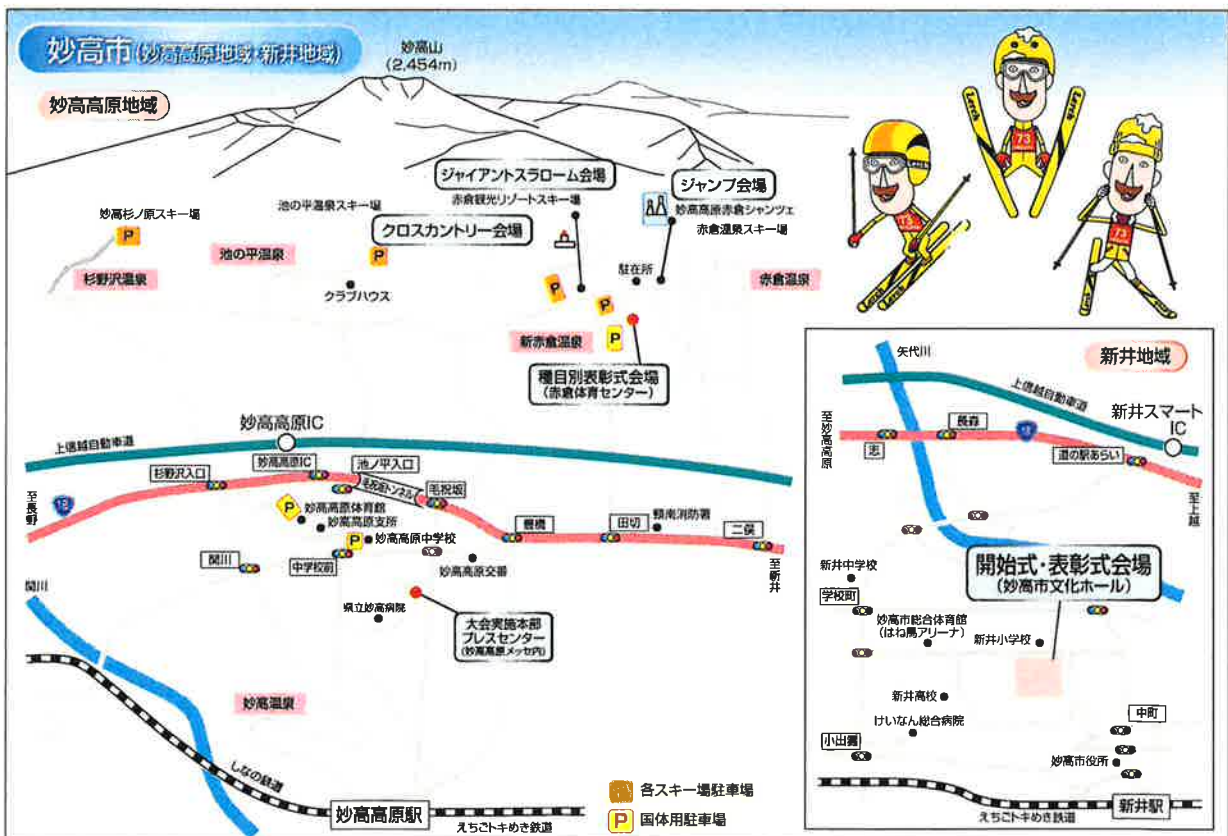 妙高市(妙高高原地域・新井地域)
妙高山
(2,454m)
妙高高原地域
ジャイアントスラローム会場
赤倉観光リゾートスキー場
ジャンプ会場
妙高高原赤倉シャンツェ
赤倉温泉スキー場
妙高杉ノ原スキー場
P
池の平温泉スキー場
クロスカントリー会場
P
池の平温泉
杉野沢温泉
クラブハウス
駐在所
赤倉温泉
P
P
P
新赤倉温泉
種目別表彰式会場
(赤倉体育センター)
Lerch
Lerch
73
73
73
Lerch
Lerch
Lerch
妙高高原IC
上信越自動車道
杉野沢入口
妙高高原IC
池ノ平入口
毛祝坂トンネル
毛祝坂
至長野
18
P
妙高高原体育館
妙高高原支所
P
妙高高原中学校
関川
中学校前
妙高高原交番
豊橋
田切
頸南消防署
二俣
至新井
関川
県立妙高病院
大会実施本部
プレスセンター
(妙高高原メッセ内)
妙高温泉
しなの鉄道
妙高高原駅
えちごトキめき鉄道
P 各スキー場駐車場
P 国体用駐車場
矢代川
新井地域
上信越自動車道
新井スマート
IC
至妙高高原
志
長森
18
道の駅あらい
至上越
開始式・表彰式会場
(妙高市文化ホール)
新井中学校
学校町
妙高市総合体育館
(はね馬アリーナ)
新井小学校
新井高校
けいなん総合病院
中町
小出雲
妙高市役所
新井駅
えちごトキめき鉄道